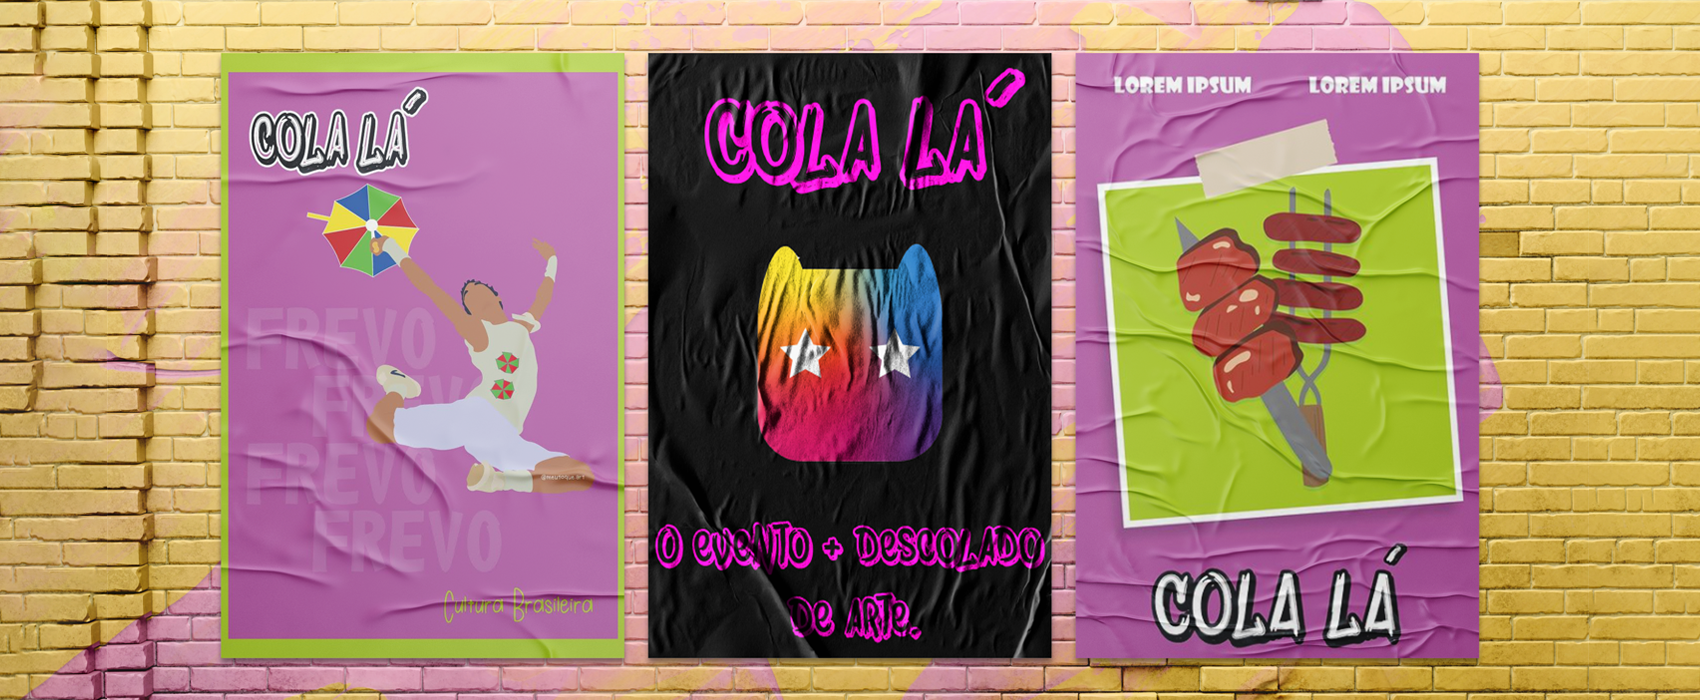 COLA LÁ
FREVO
FREVO
FREVO
FREVO
Cultura Brasileira
COLA LÁ
O EVENTO + DESCOLADO
DE ARTE.
LOREM IPSUM LOREM IPSUM
COLA LÁ